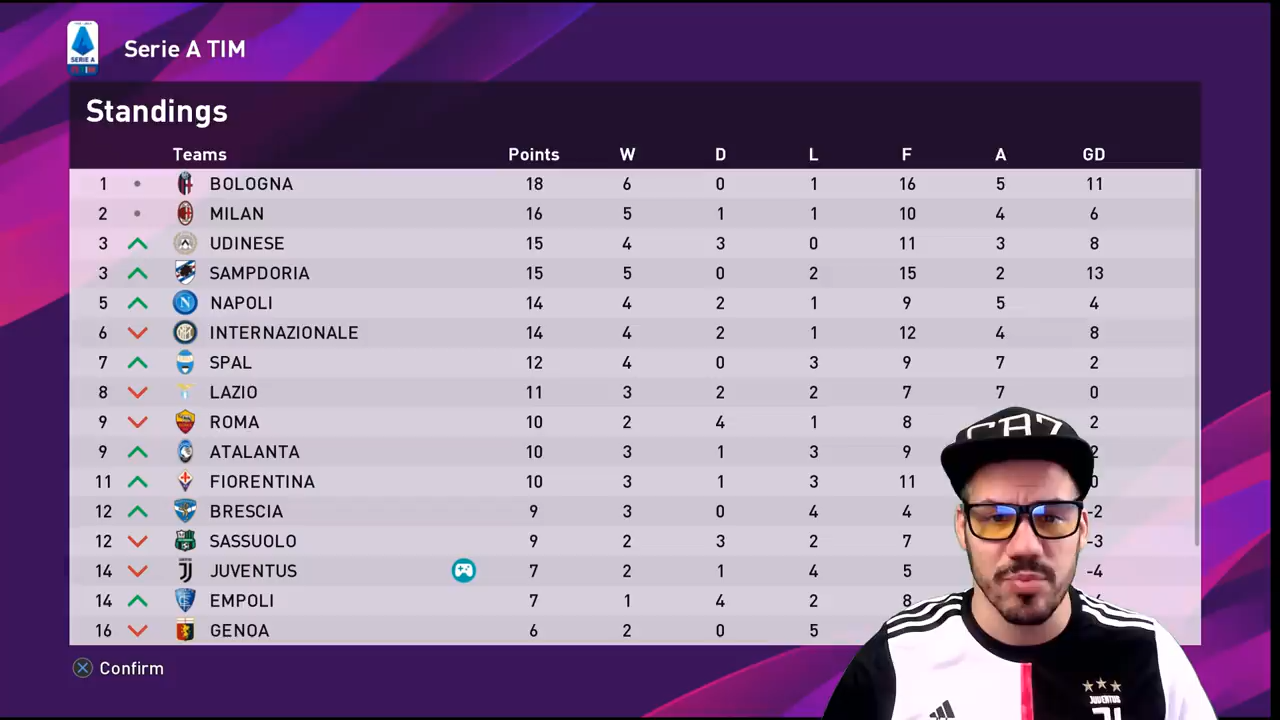 SERIE A
Serie A TIM
Standings
Teams Points W D L F A GD
1 BOLOGNA 18 6 0 1 16 5 11
2 MILAN 16 5 1 1 10 4 6
3 UDINESE 15 4 3 0 11 3 8
3 SAMPDORIA 15 5 0 2 15 2 13
5 NAPOLI 14 4 2 1 9 5 4
6 INTERNAZIONALE 14 4 2 1 12 4 8
7 SPAL 12 4 0 3 9 7 2
8 LAZIO 11 3 2 2 7 7 0
9 ROMA 10 2 4 1 8 2
9 ATALANTA 10 3 1 3 9
11 FIORENTINA 10 3 1 3 11
12 BRESCIA 9 3 0 4 4 -2
12 SASSUOLO 9 2 3 2 7 -3
14 JUVENTUS 7 2 1 4 5 -4
14 EMPOLI 7 1 4 2 8
16 GENOA 6 2 0 5
Confirm
JUVENTUS